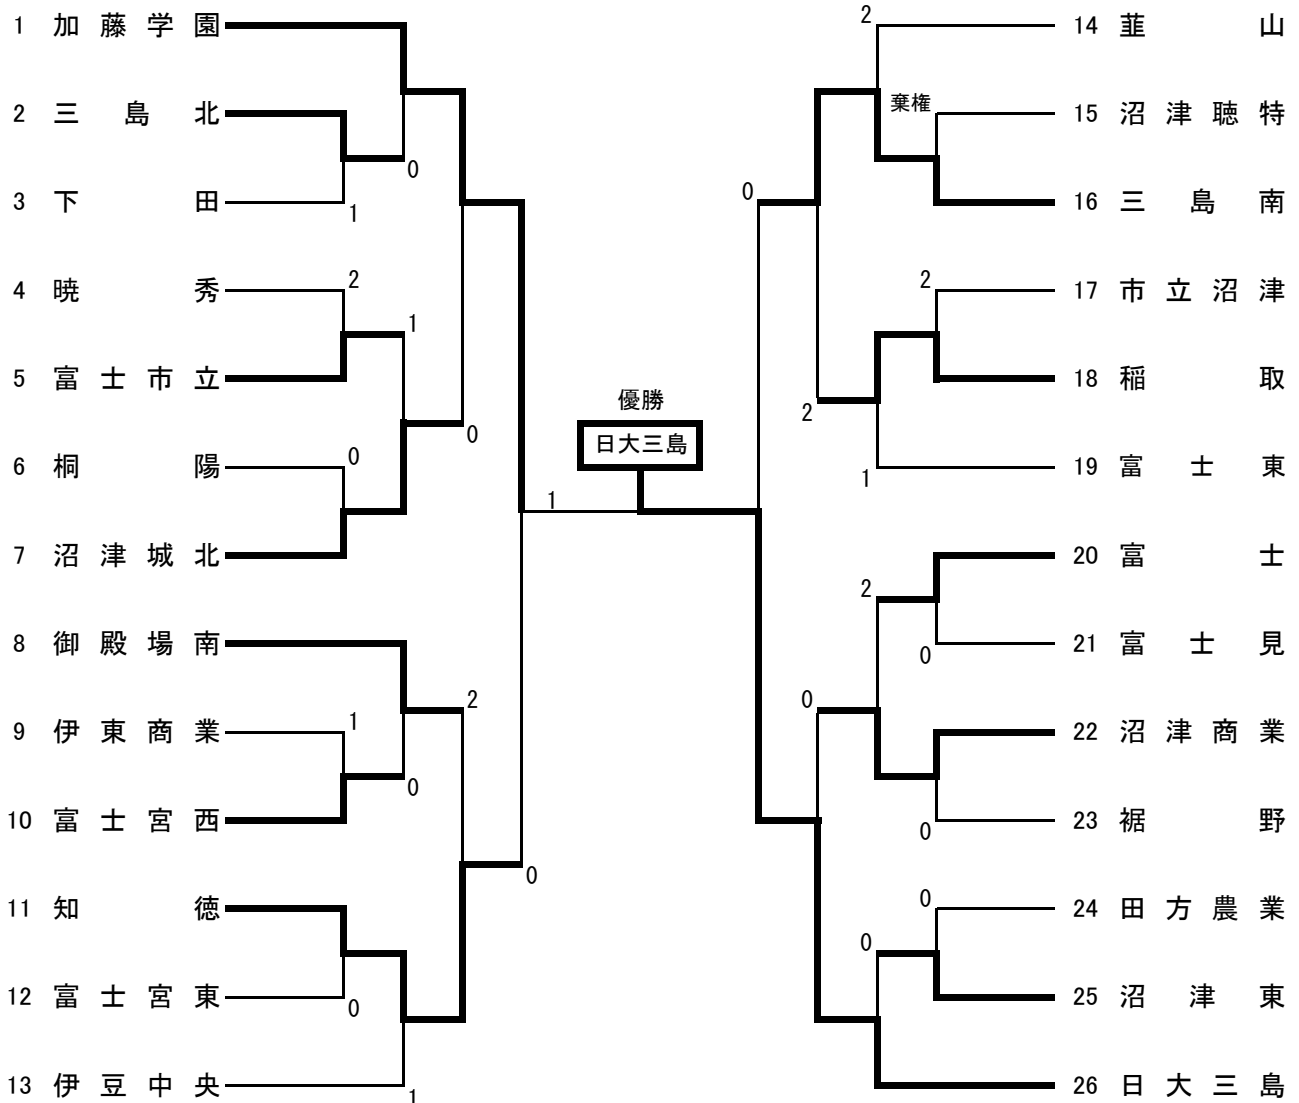 1 加藤学園
2 三島北
0
3 下田
1
4 暁秀
2
1
5 富士市立
6 桐陽
0
0
7 沼津城北
8 御殿場南
2
9 伊東商業
1
0
10 富士宮西
0
11 知徳
12 富士宮東
0
13 伊豆中央
1
優勝
日大三島
1
2
14 韮山
棄権
15 沼津聴特
0
16 三島南
2
17 市立沼津
18 稲取
2
19 富士東
1
20 富士
2
21 富士見
0
0
22 沼津商業
23 裾野
0
0
24 田方農業
0
25 沼津東
26 日大三島